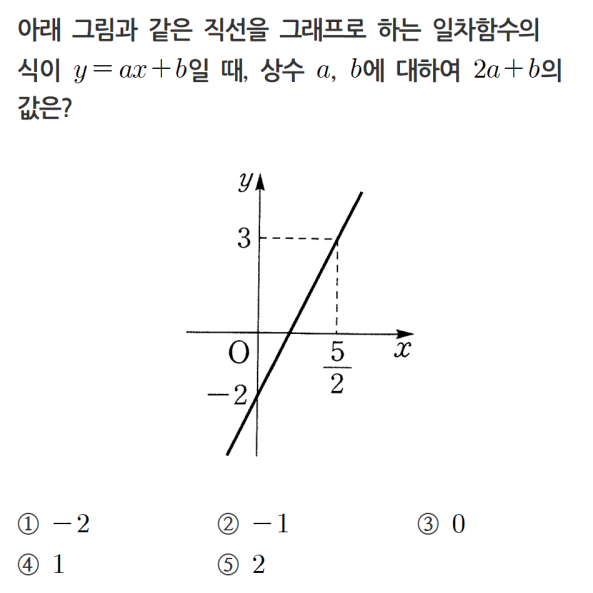 아래 그림과 같은 직선을 그래프로 하는 일차함수의
식이 y=ax+b일 때, 상수 a, b에 대하여 2a+b의
값은?
y
3
O
5/2
x
-2
① -2 ② -1 ③ 0
④ 1 ⑤ 2